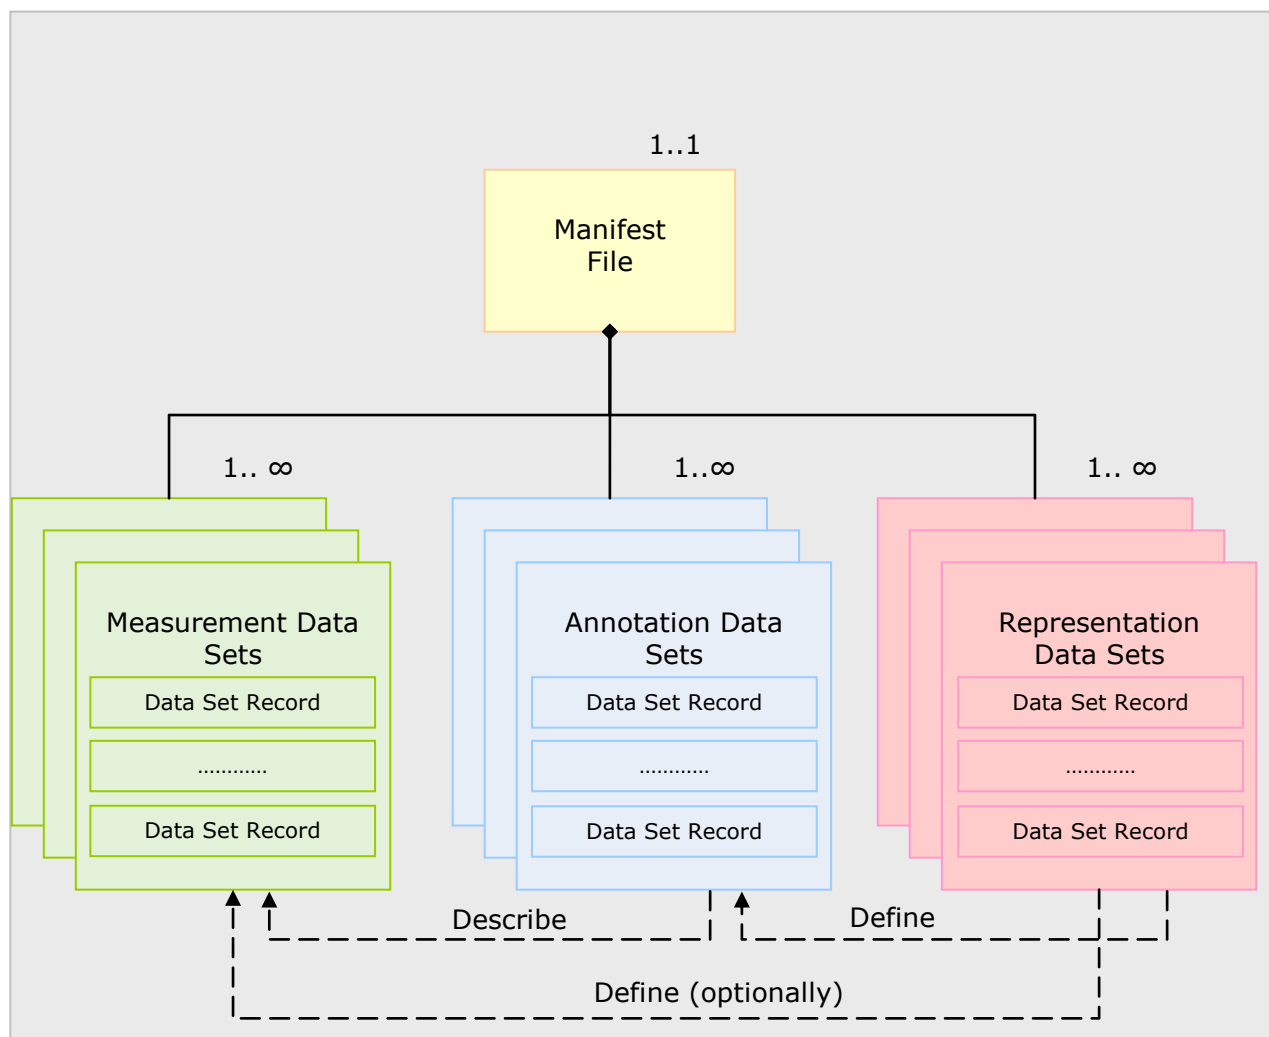 1..1
Manifest
File
1.. ∞
1..∞
1.. ∞
Measurement Data
Sets
Data Set Record
............
Data Set Record
Annotation Data
Sets
Data Set Record
............
Data Set Record
Representation
Data Sets
Data Set Record
............
Data Set Record
Describe
Define
Define (optionally)